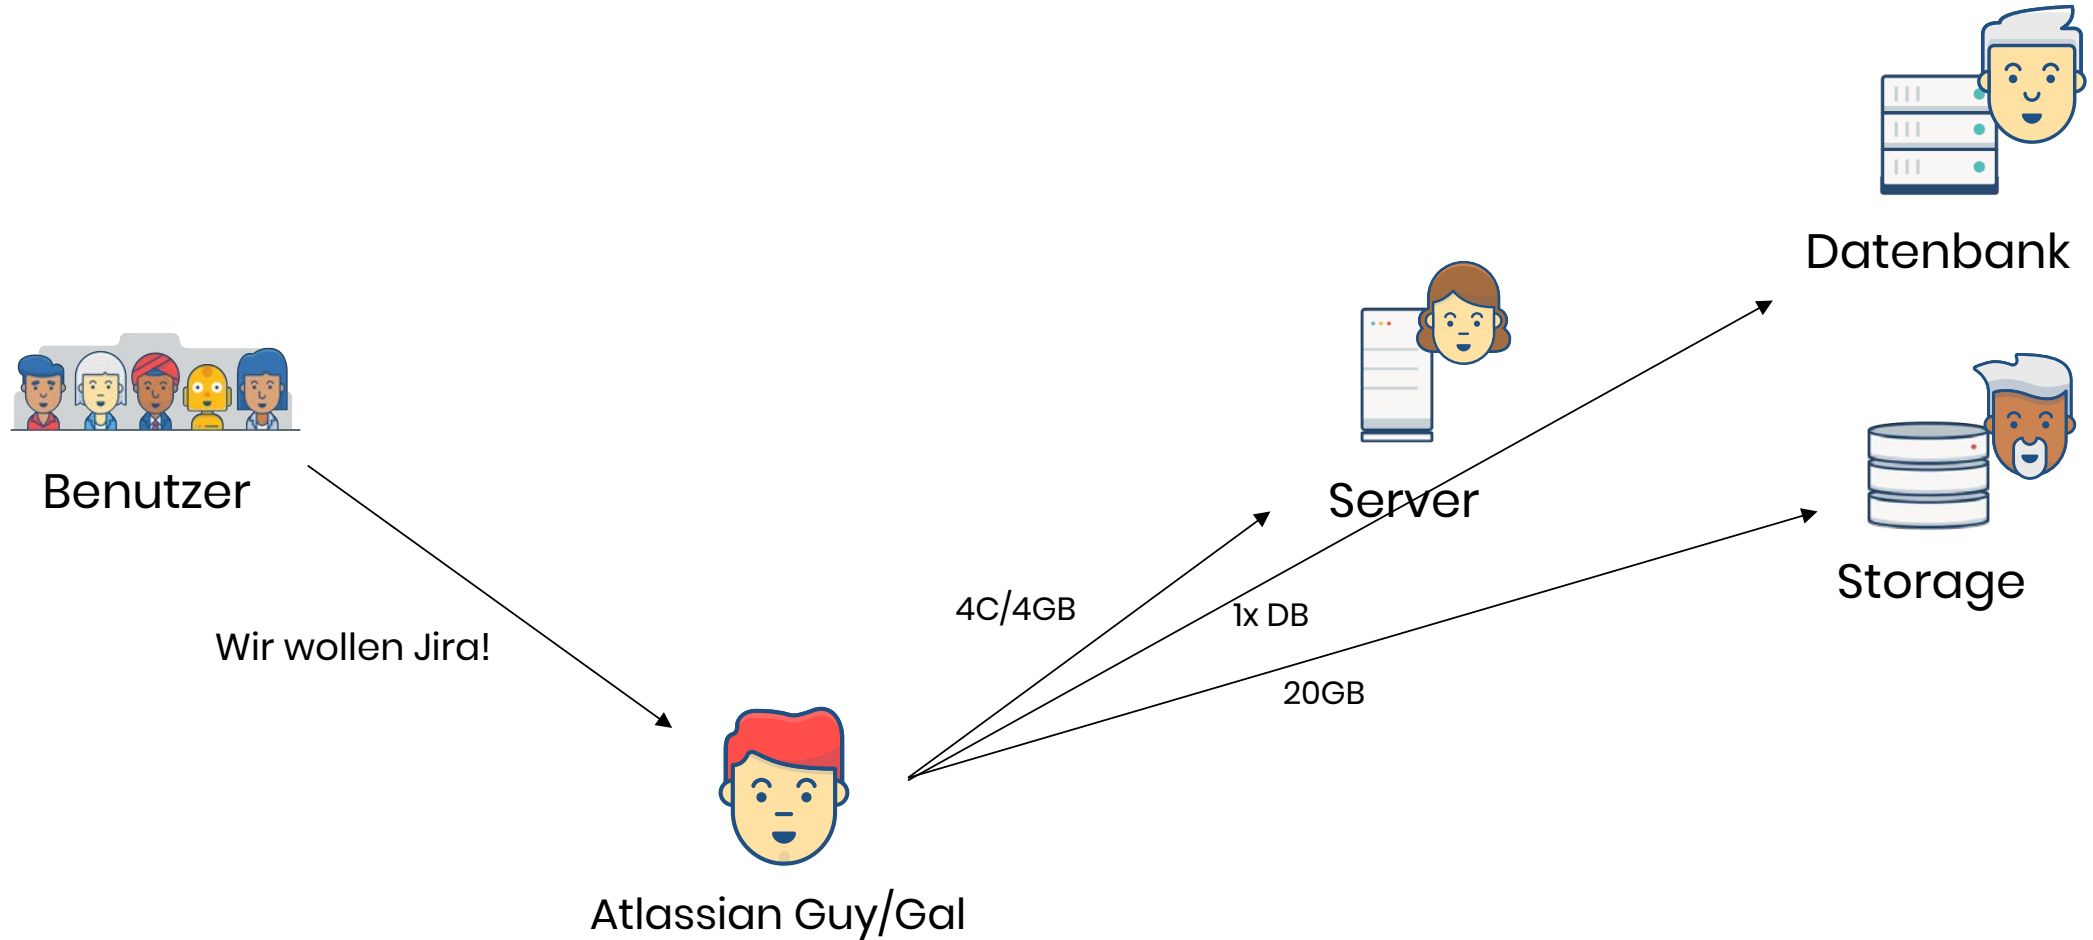 Datenbank
Benutzer
Server
Storage
4C/4GB
1x DB
Wir wollen Jira!
20GB
Atlassian Guy/Gal